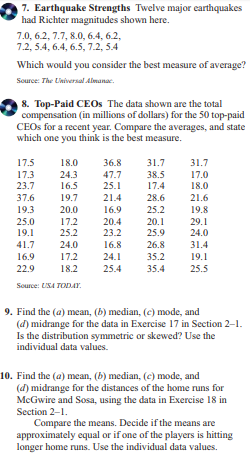 7. Earthquake Strengths Twelve major earthquakes
had Richter magnitudes shown here.
7.0, 6.2, 7.7, 8.0, 6.4, 6.2,
7.2, 5.4, 6.4, 6.5, 7.2, 5.4
Which would you consider the best measure of average?
Source: The Universal Almanac.
8. Top-Paid CEOs The data shown are the total
compensation (in millions of dollars) for the 50 top-paid
CEOs for a recent year. Compare the averages, and state
which one you think is the best measure.
17.5 18.0 36.8 31.7 31.7
17.3 24.3 47.7 38.5 17.0
23.7 16.5 25.1 17.4 18.0
37.6 19.7 21.4 28.6 21.6
19.3 20.0 16.9 25.2 19.8
25.0 17.2 20.4 20.1 29.1
19.1 25.2 23.2 25.9 24.0
41.7 24.0 16.8 26.8 31.4
16.9 17.2 24.1 35.2 19.1
22.9 18.2 25.4 35.4 25.5
Source: USA TODAY.
9. Find the (a) mean, (b) median, (c) mode, and
(d) midrange for the data in Exercise 17 in Section 2–1.
Is the distribution symmetric or skewed? Use the
individual data values.
10. Find the (a) mean, (b) median, (c) mode, and
(d) midrange for the distances of the home runs for
McGwire and Sosa, using the data in Exercise 18 in
Section 2–1.
Compare the means. Decide if the means are
approximately equal or if one of the players is hitting
longer home runs. Use the individual data values.